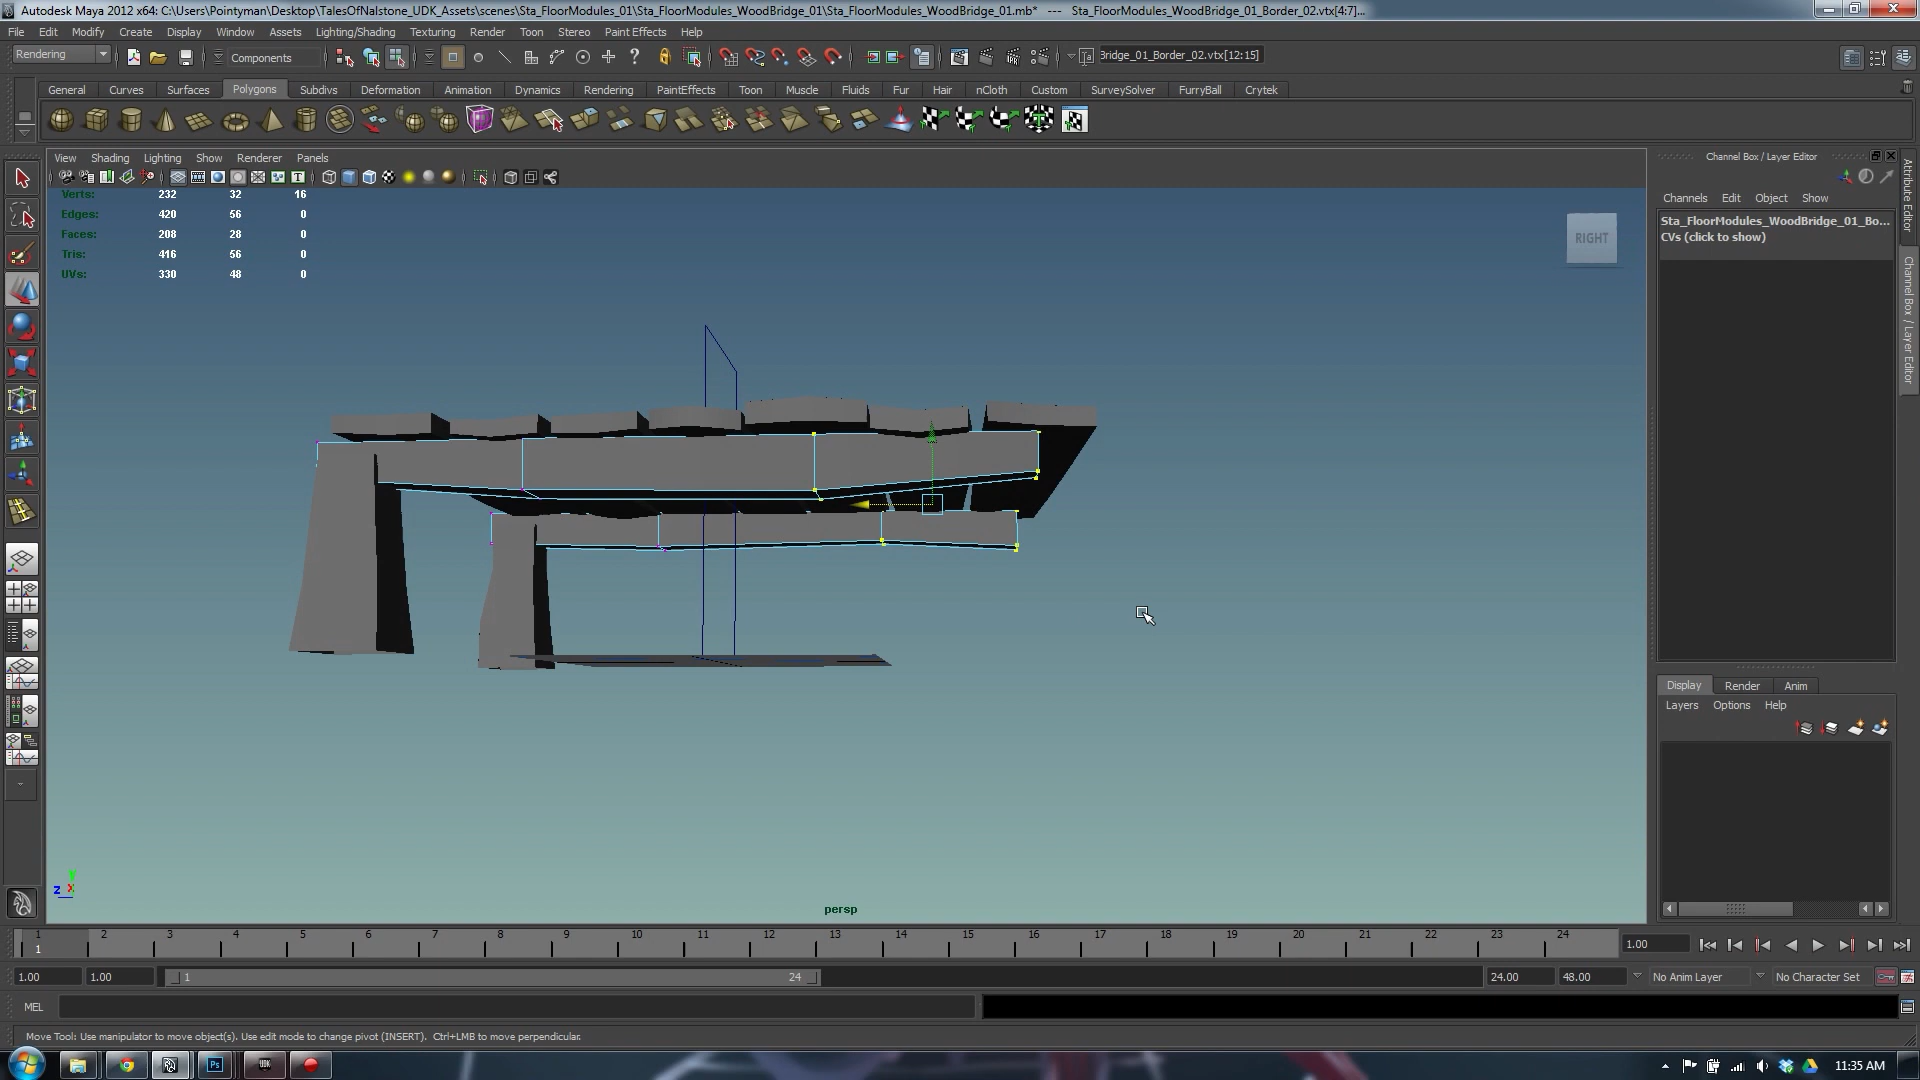 Autodesk Maya 2012 x64: C:\Users\Pointyman\Desktop\TalesOfNalstone_UDK_Assets\scenes\Sta_FloorModules_01\Sta_FloorModules_WoodBridge_01\Sta_FloorModules_WoodBridge_01.mb* --- Sta_FloorModules_WoodBridge_01_Border_02.vtx[4:7]...
File Edit Modify Create Display Window Assets Lighting/Shading Texturing Render Toon Stereo Paint Effects Help
Rendering Components Bridge_01_Border_02.vtx[12:15]
General Curves Surfaces Polygons Subdivs Deformation Animation Dynamics Rendering PaintEffects Toon Muscle Fluids Fur Hair nCloth Custom SurveySolver FurryBall Crytek
View Shading Lighting Show Renderer Panels
Verts: 232 32 16
Edges: 420 56 0
Faces: 208 28 0
Tris: 416 56 0
UVs: 330 48 0
RIGHT
z y x
persp
Channel Box / Layer Editor
Channels Edit Object Show
Sta_FloorModules_WoodBridge_01_Bo...
CVs (click to show)
Attribute Editor
Channel Box / Layer Editor
Display Render Anim
Layers Options Help
1 2 3 4 5 6 7 8 9 10 11 12 13 14 15 16 17 18 19 20 21 22 23 24
1 1.00
1.00 1.00 1 24 24.00 48.00 No Anim Layer No Character Set
MEL
Move Tool: Use manipulator to move object(s). Use edit mode to change pivot (INSERT). Ctrl+LMB to move perpendicular.
Ps UDK 11:35 AM